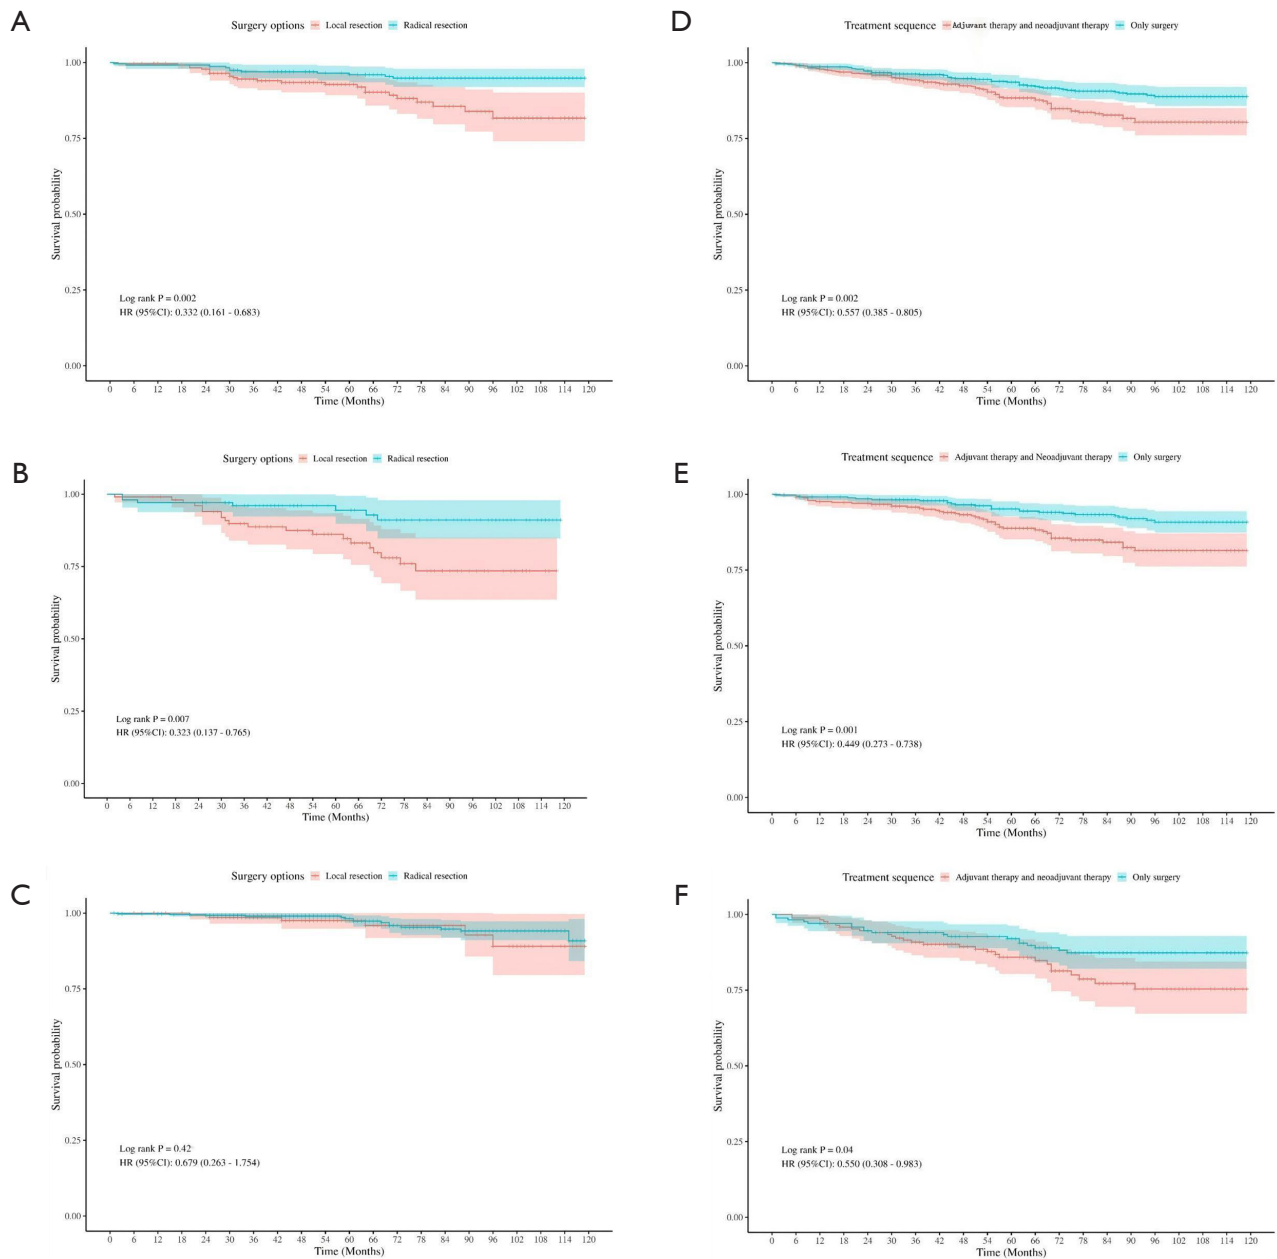 A
Surgery options Local resection Radical resection
1.00
0.75
0.50
0.25
0.00
Survival probability
Log rank P = 0.002
HR (95%CI): 0.332 (0.161 - 0.683)
0 6 12 18 24 30 36 42 48 54 60 66 72 78 84 90 96 102 108 114 120
Time (Months)
B
Surgery options Local resection Radical resection
1.00
0.75
0.50
0.25
0.00
Survival probability
Log rank P = 0.007
HR (95%CI): 0.323 (0.137 - 0.765)
0 6 12 18 24 30 36 42 48 54 60 66 72 78 84 90 96 102 108 114 120
Time (Months)
C
Surgery options Local resection Radical resection
1.00
0.75
0.50
0.25
0.00
Survival probability
Log rank P = 0.42
HR (95%CI): 0.679 (0.263 - 1.754)
0 6 12 18 24 30 36 42 48 54 60 66 72 78 84 90 96 102 108 114 120
Time (Months)
D
Treatment sequence Adjuvant therapy and neoadjuvant therapy Only surgery
1.00
0.75
0.50
0.25
0.00
Survival probability
Log rank P = 0.002
HR (95%CI): 0.557 (0.385 - 0.805)
0 6 12 18 24 30 36 42 48 54 60 66 72 78 84 90 96 102 108 114 120
Time (Months)
E
Treatment sequence Adjuvant therapy and Neoadjuvant therapy Only surgery
1.00
0.75
0.50
0.25
0.00
Survival probability
Log rank P = 0.001
HR (95%CI): 0.449 (0.273 - 0.738)
0 6 12 18 24 30 36 42 48 54 60 66 72 78 84 90 96 102 108 114 120
Time (Months)
F
Treatment sequence Adjuvant therapy and neoadjuvant therapy Only surgery
1.00
0.75
0.50
0.25
0.00
Survival probability
Log rank P = 0.04
HR (95%CI): 0.550 (0.308 - 0.983)
0 6 12 18 24 30 36 42 48 54 60 66 72 78 84 90 96 102 108 114 120
Time (Months)